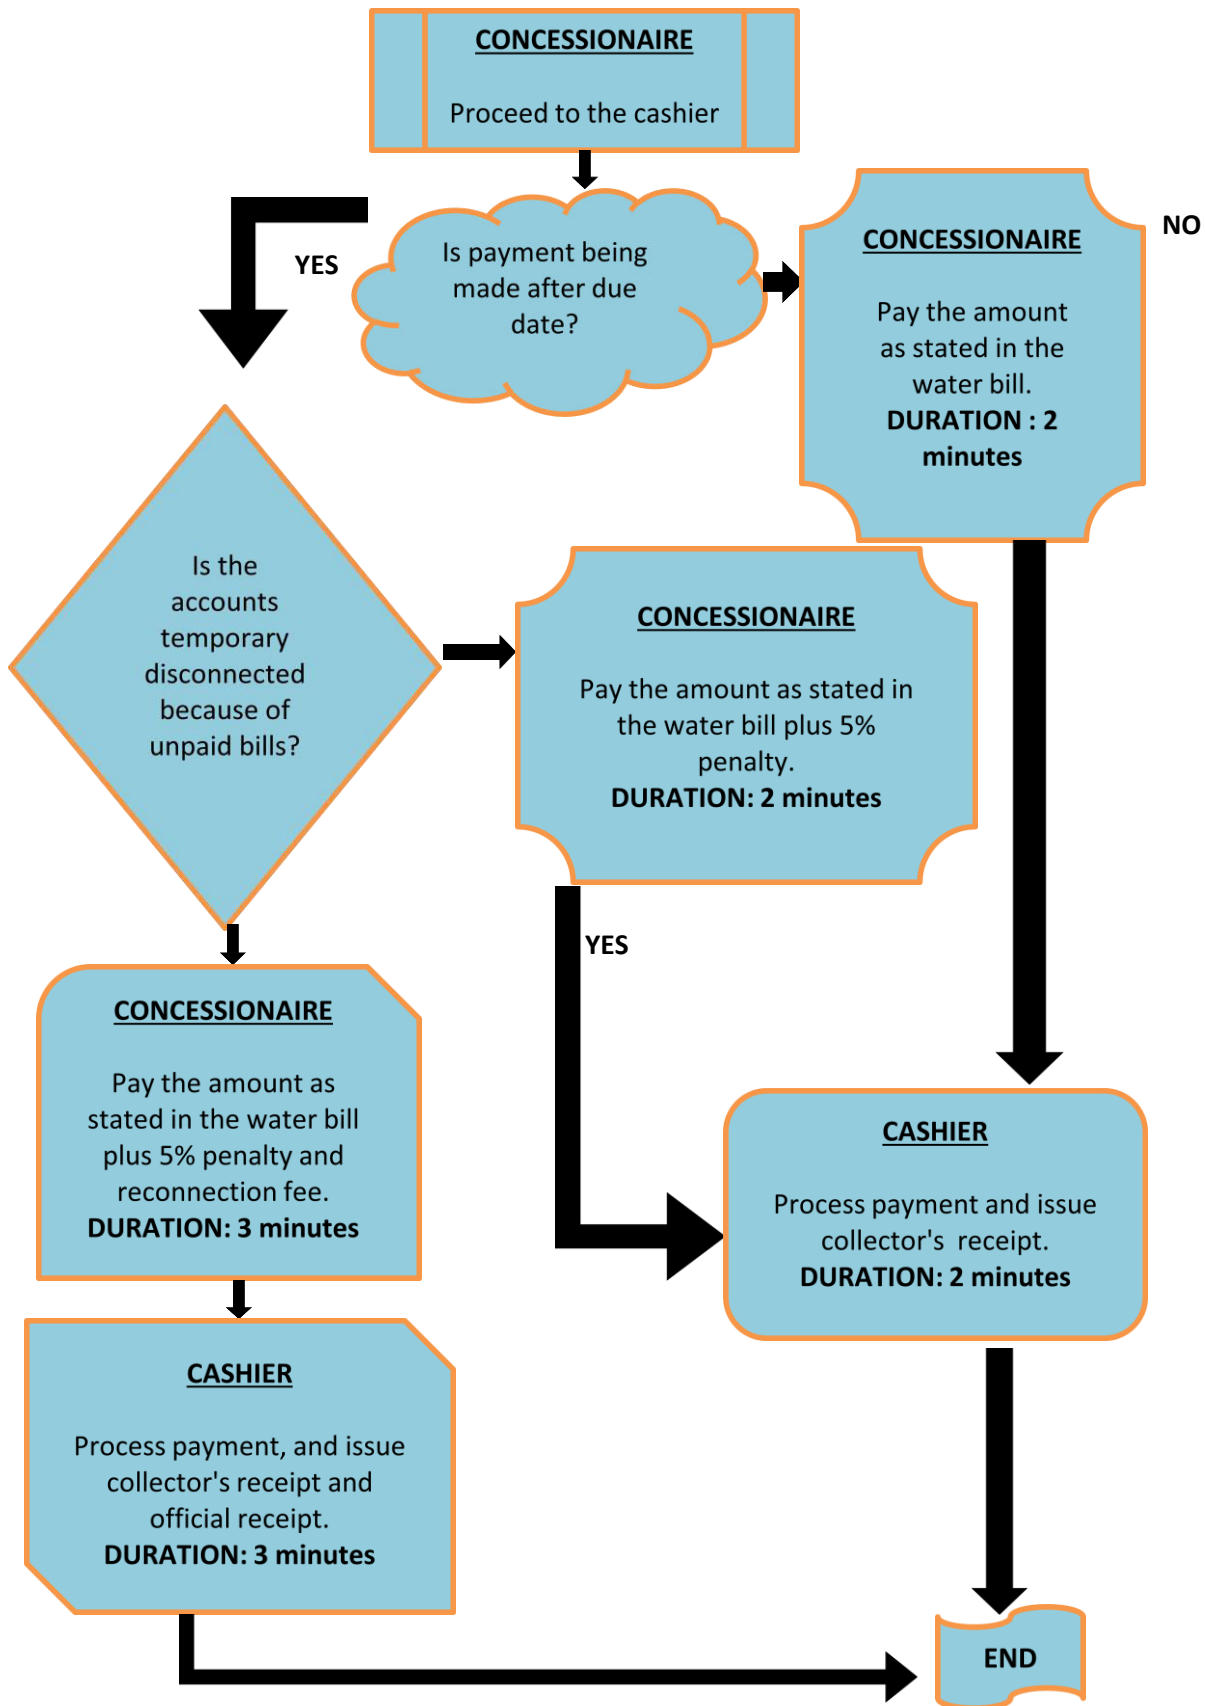 CONCESSIONAIRE
Proceed to the cashier
YES
Is payment being
made after due
date?
NO
CONCESSIONAIRE
Pay the amount
as stated in the
water bill.
DURATION : 2
minutes
Is the
accounts
temporary
disconnected
because of
unpaid bills?
CONCESSIONAIRE
Pay the amount as stated in
the water bill plus 5%
penalty.
DURATION: 2 minutes
YES
CONCESSIONAIRE
Pay the amount as
stated in the water bill
plus 5% penalty and
reconnection fee.
DURATION: 3 minutes
CASHIER
Process payment and issue
collector's receipt.
DURATION: 2 minutes
CASHIER
Process payment, and issue
collector's receipt and
official receipt.
DURATION: 3 minutes
END